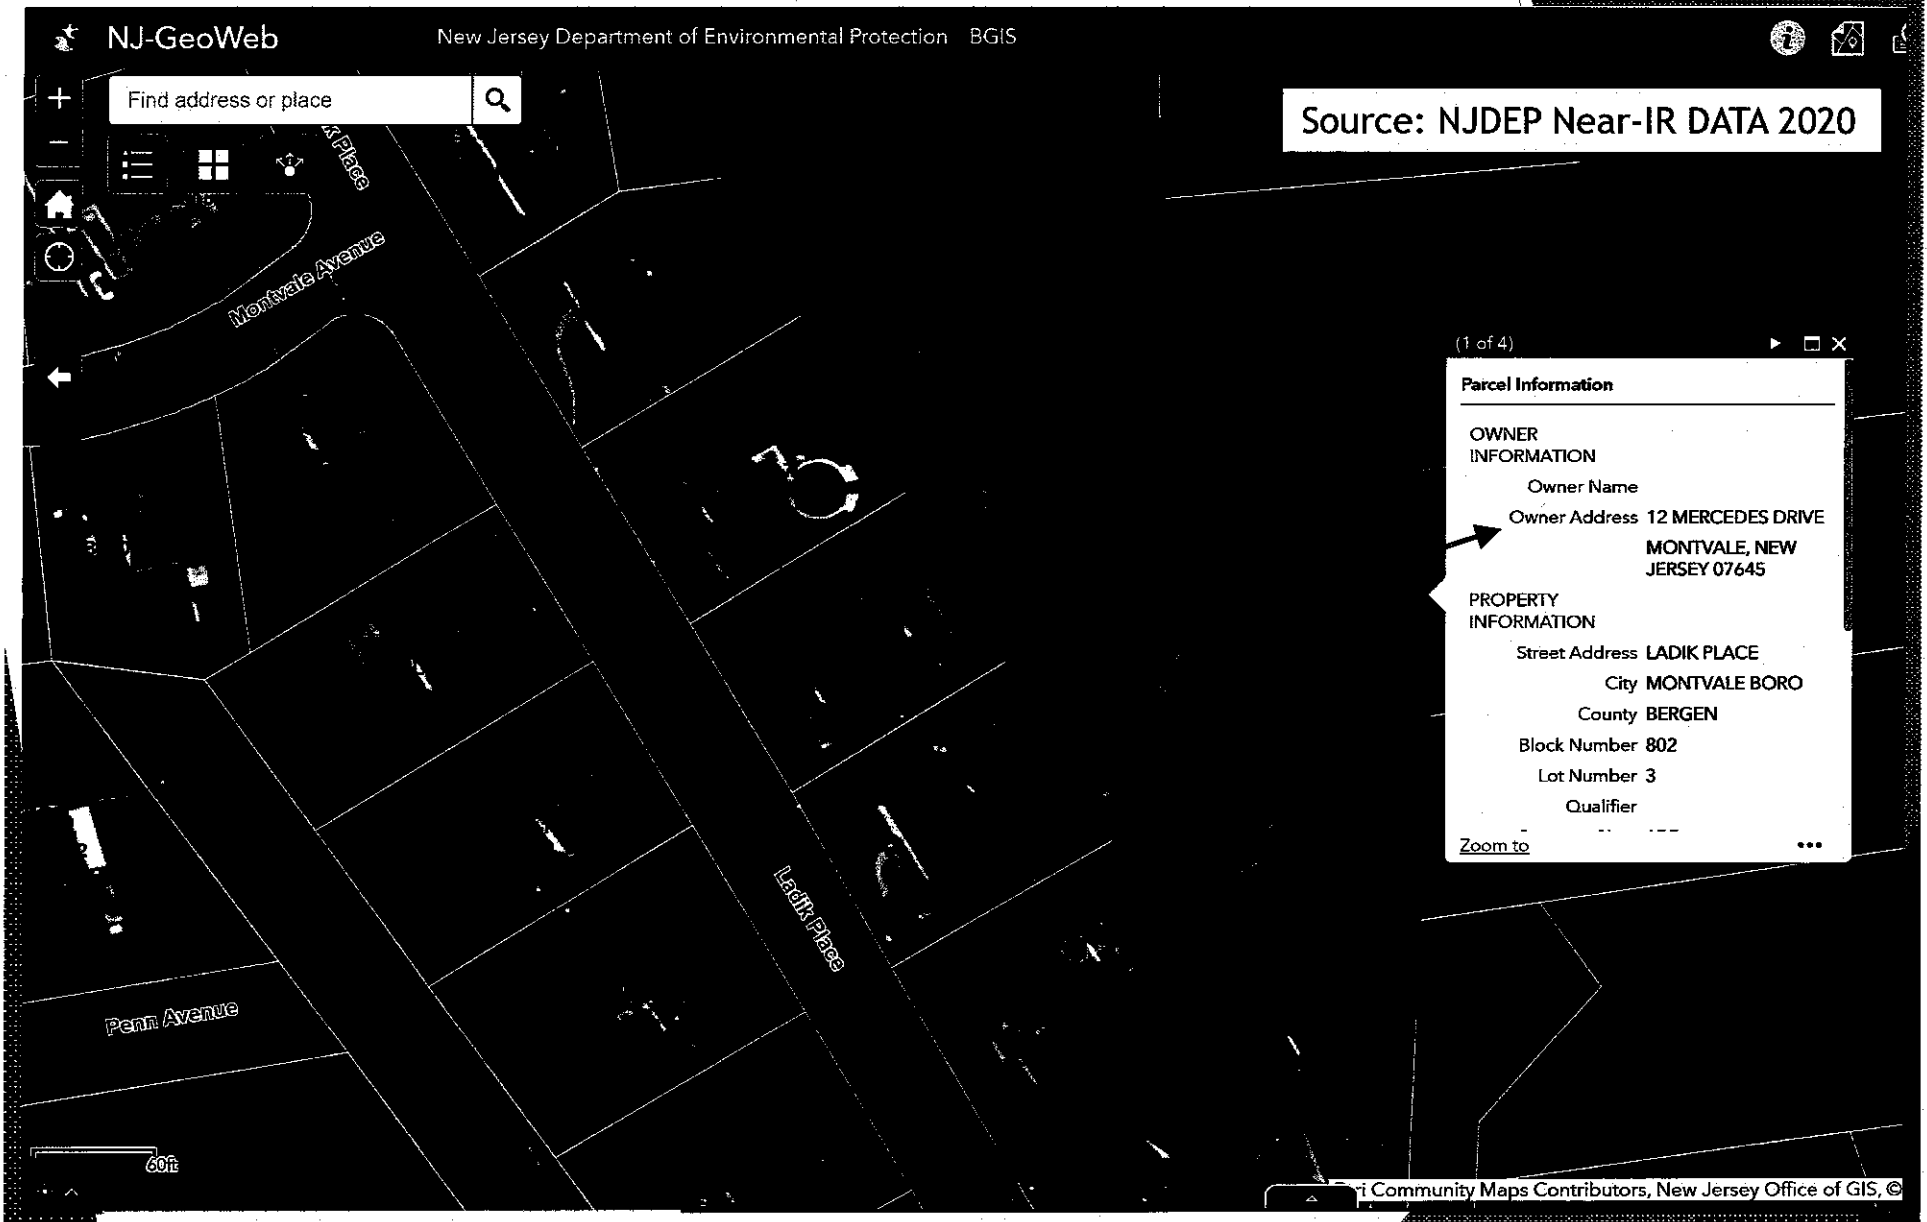 NJ-GeoWeb
New Jersey Department of Environmental Protection BGIS
Find address or place
Source: NJDEP Near-IR DATA 2020
k Place
Montvale Avenue
(1 of 4)
Parcel Information
OWNER
INFORMATION
Owner Name
Owner Address 12 MERCEDES DRIVE
MONTVALE, NEW
JERSEY 07645
PROPERTY
INFORMATION
Street Address LADIK PLACE
City MONTVALE BORO
County BERGEN
Block Number 802
Lot Number 3
Qualifier
Zoom to
Ladik Place
Penn Avenue
60ft
ri Community Maps Contributors, New Jersey Office of GIS, ©